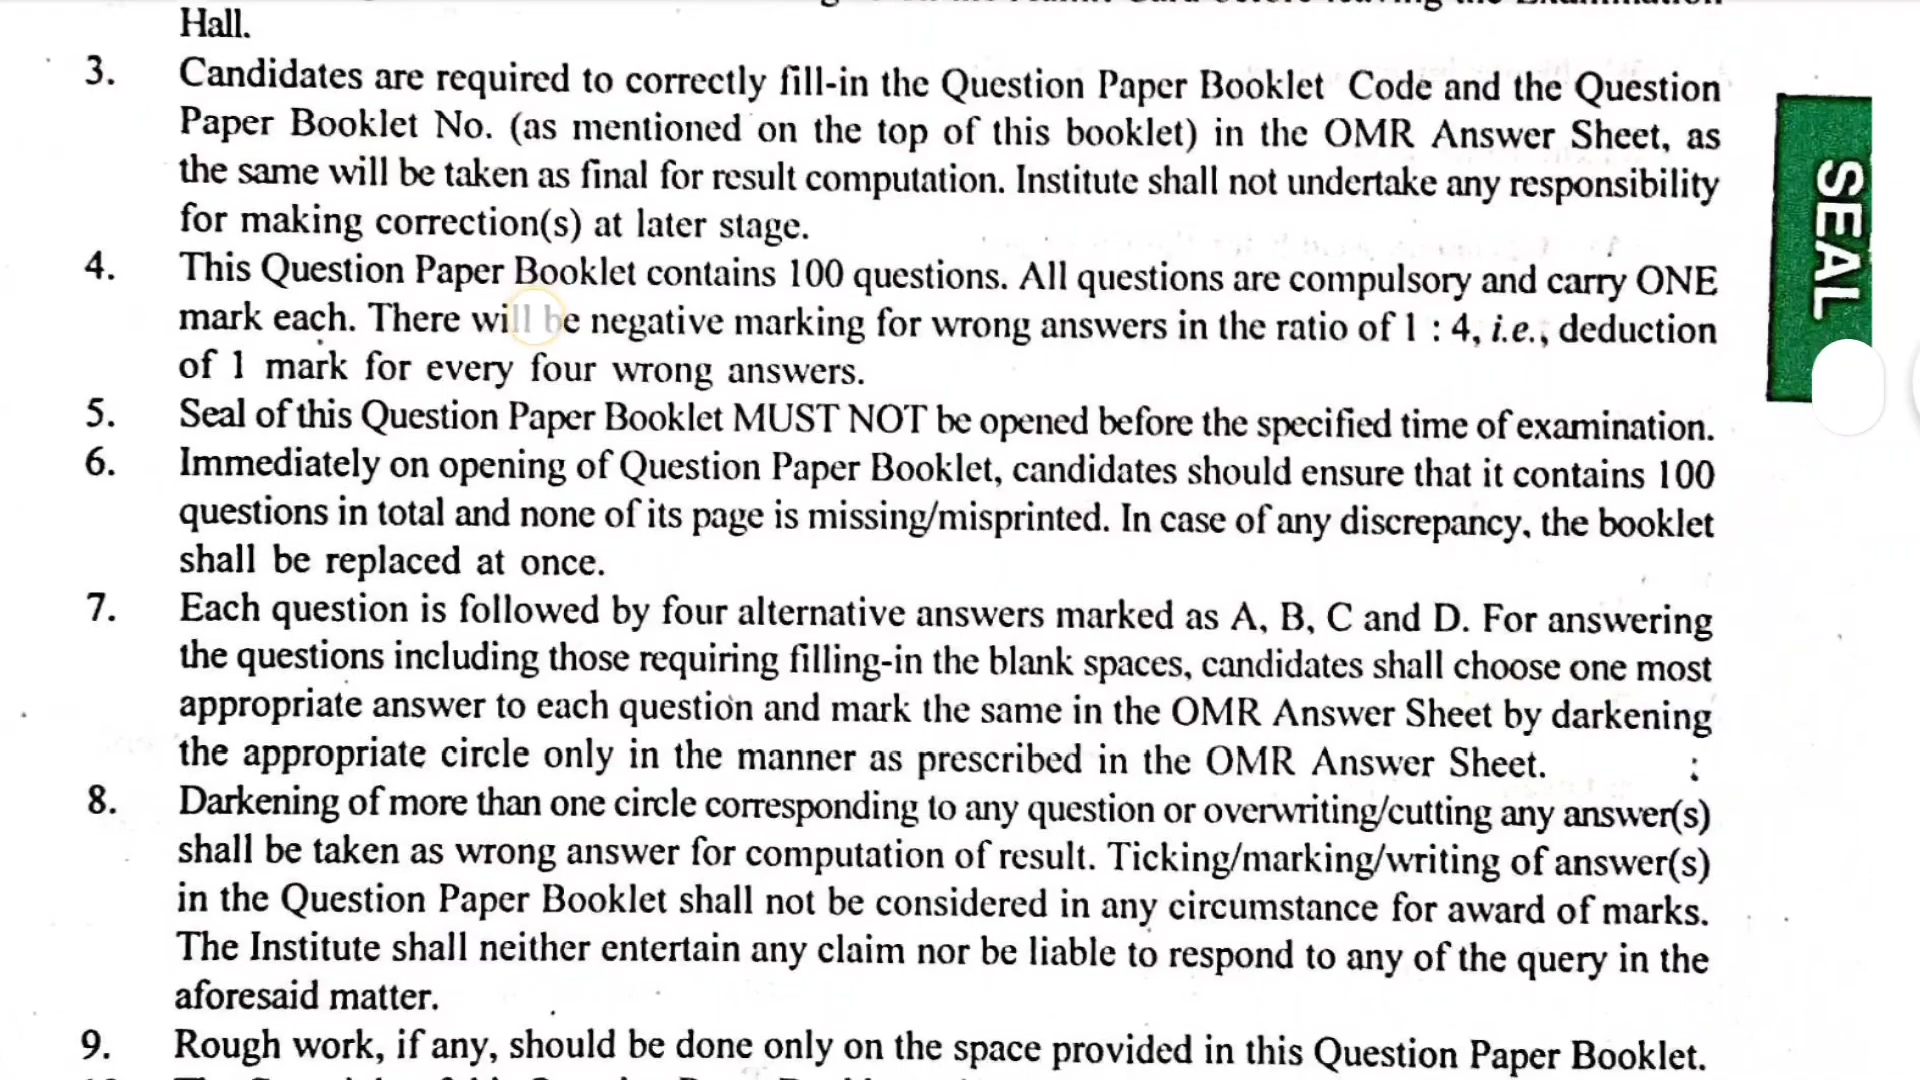 Hall.
3. Candidates are required to correctly fill-in the Question Paper Booklet Code and the Question
Paper Booklet No. (as mentioned on the top of this booklet) in the OMR Answer Sheet, as
the same will be taken as final for result computation. Institute shall not undertake any responsibility
for making correction(s) at later stage.
4. This Question Paper Booklet contains 100 questions. All questions are compulsory and carry ONE
mark each. There will be negative marking for wrong answers in the ratio of 1 : 4, i.e., deduction
of 1 mark for every four wrong answers.
5. Seal of this Question Paper Booklet MUST NOT be opened before the specified time of examination.
6. Immediately on opening of Question Paper Booklet, candidates should ensure that it contains 100
questions in total and none of its page is missing/misprinted. In case of any discrepancy, the booklet
shall be replaced at once.
7. Each question is followed by four alternative answers marked as A, B, C and D. For answering
the questions including those requiring filling-in the blank spaces, candidates shall choose one most
appropriate answer to each question and mark the same in the OMR Answer Sheet by darkening
the appropriate circle only in the manner as prescribed in the OMR Answer Sheet.
8. Darkening of more than one circle corresponding to any question or overwriting/cutting any answer(s)
shall be taken as wrong answer for computation of result. Ticking/marking/writing of answer(s)
in the Question Paper Booklet shall not be considered in any circumstance for award of marks.
The Institute shall neither entertain any claim nor be liable to respond to any of the query in the
aforesaid matter.
9. Rough work, if any, should be done only on the space provided in this Question Paper Booklet.
SEAL